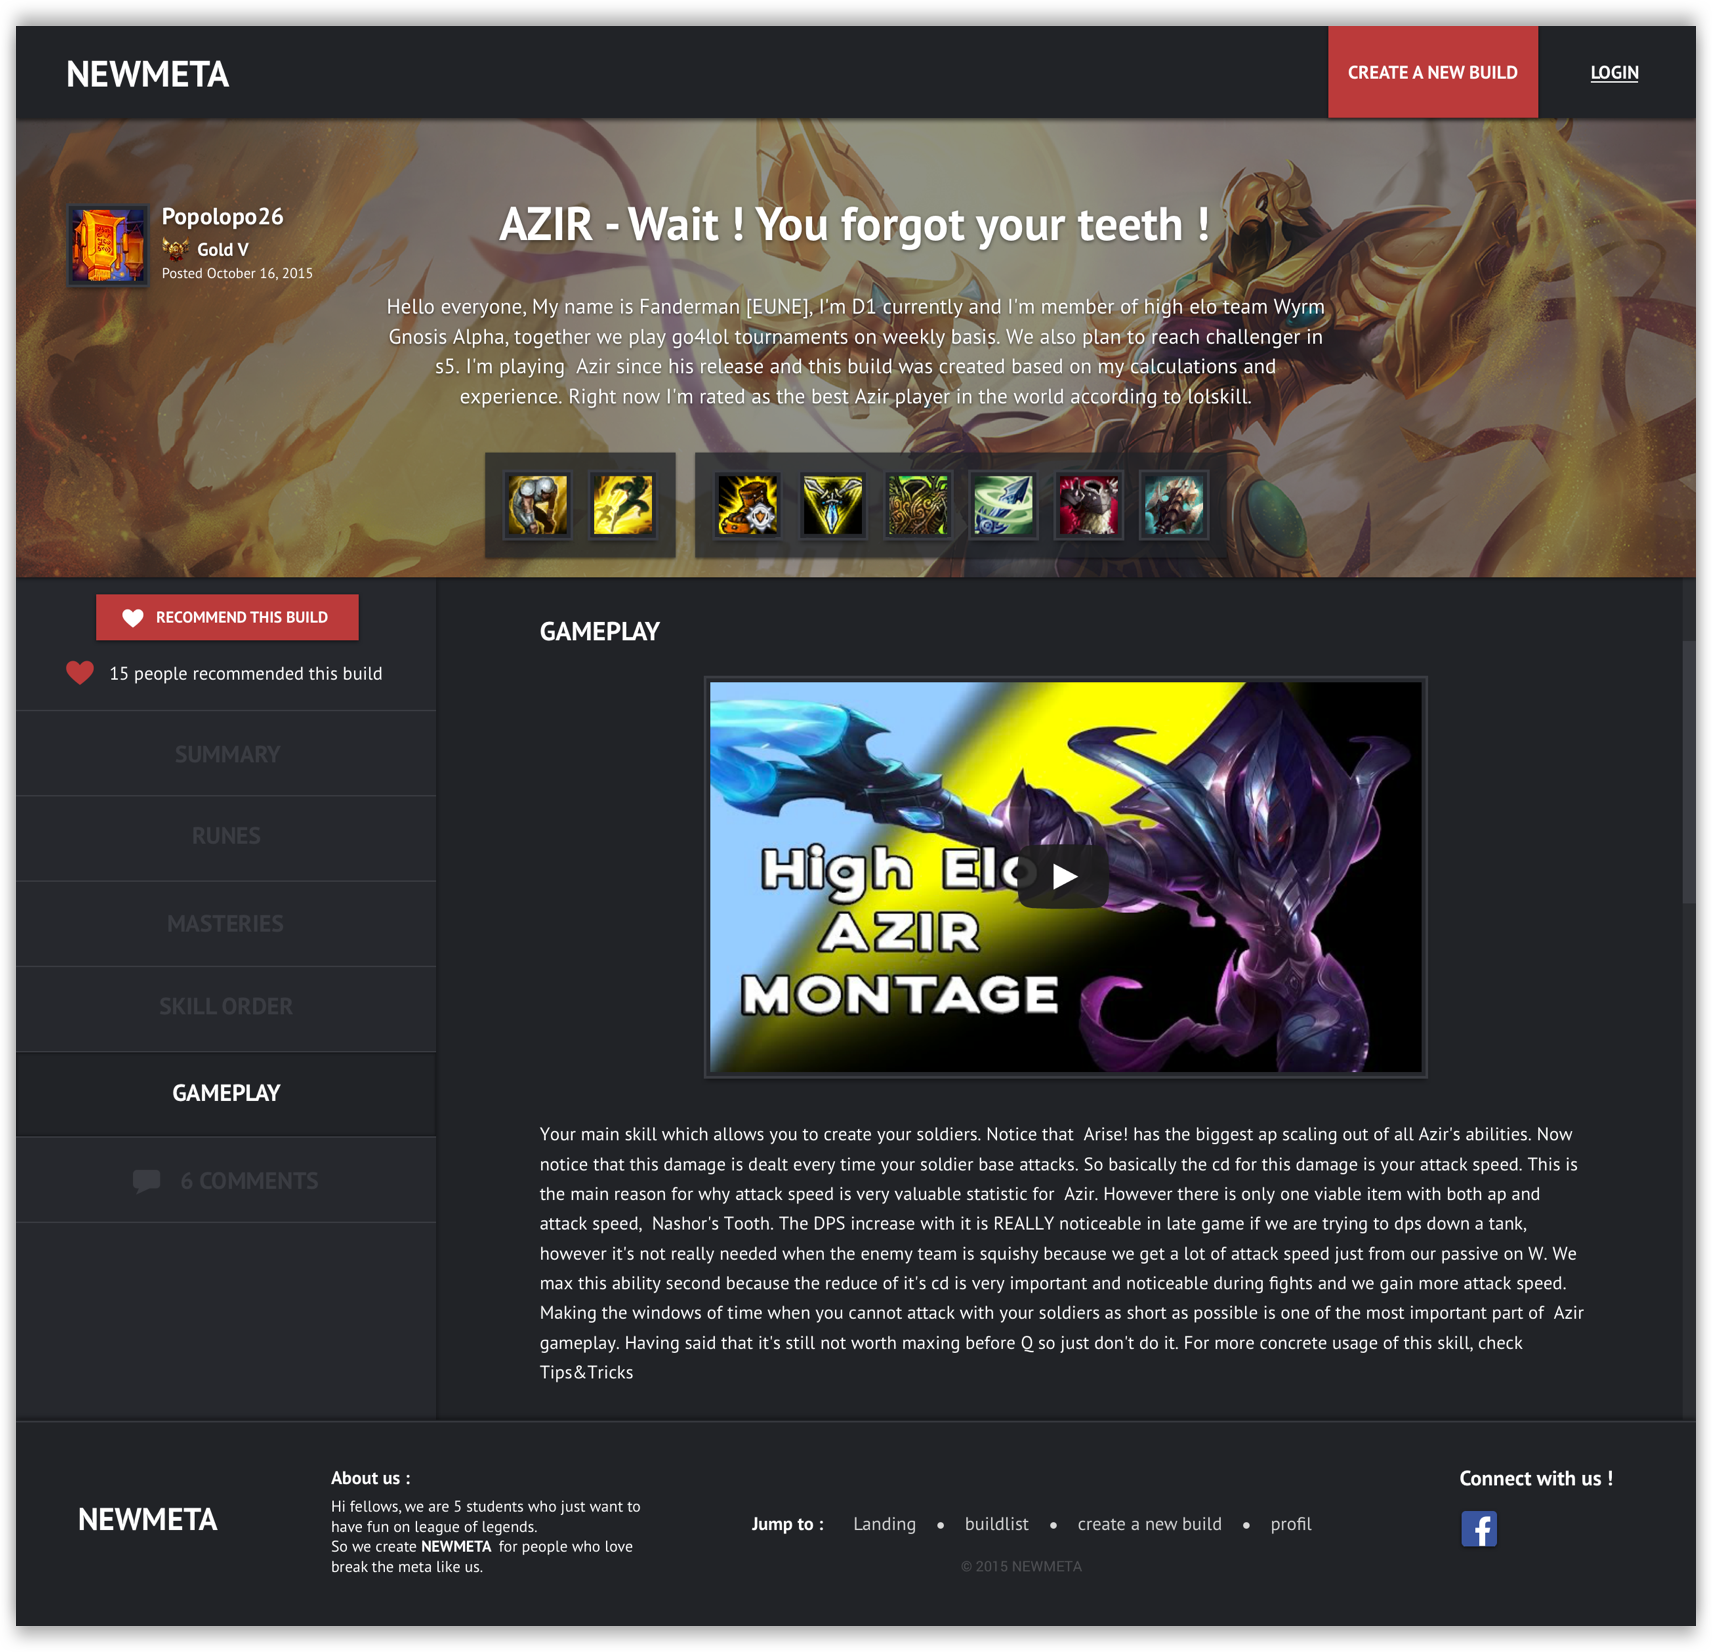 NEWMETA
CREATE A NEW BUILD
LOGIN
Popolopo26
Gold V
Posted October 16, 2015
AZIR - Wait ! You forgot your teeth !
Hello everyone, My name is Fanderman [EUNE], I'm D1 currently and I'm member of high elo team Wyrm
Gnosis Alpha, together we play go4lol tournaments on weekly basis. We also plan to reach challenger in
s5. I'm playing  Azir since his release and this build was created based on my calculations and
experience. Right now I'm rated as the best Azir player in the world according to lolskill.
RECOMMEND THIS BUILD
15 people recommended this build
SUMMARY
RUNES
MASTERIES
SKILL ORDER
GAMEPLAY
6 COMMENTS
GAMEPLAY
High Elo
AZIR
MONTAGE
Your main skill which allows you to create your soldiers. Notice that  Arise! has the biggest ap scaling out of all Azir's abilities. Now
notice that this damage is dealt every time your soldier base attacks. So basically the cd for this damage is your attack speed. This is
the main reason for why attack speed is very valuable statistic for  Azir. However there is only one viable item with both ap and
attack speed,  Nashor's Tooth. The DPS increase with it is REALLY noticeable in late game if we are trying to dps down a tank,
however it's not really needed when the enemy team is squishy because we get a lot of attack speed just from our passive on W. We
max this ability second because the reduce of it's cd is very important and noticeable during fights and we gain more attack speed.
Making the windows of time when you cannot attack with your soldiers as short as possible is one of the most important part of  Azir
gameplay. Having said that it's still not worth maxing before Q so just don't do it. For more concrete usage of this skill, check
Tips&Tricks
NEWMETA
About us :
Hi fellows, we are 5 students who just want to
have fun on league of legends.
So we create NEWMETA  for people who love
break the meta like us.
Jump to : Landing • buildlist • create a new build • profil
© 2015 NEWMETA
Connect with us !
f